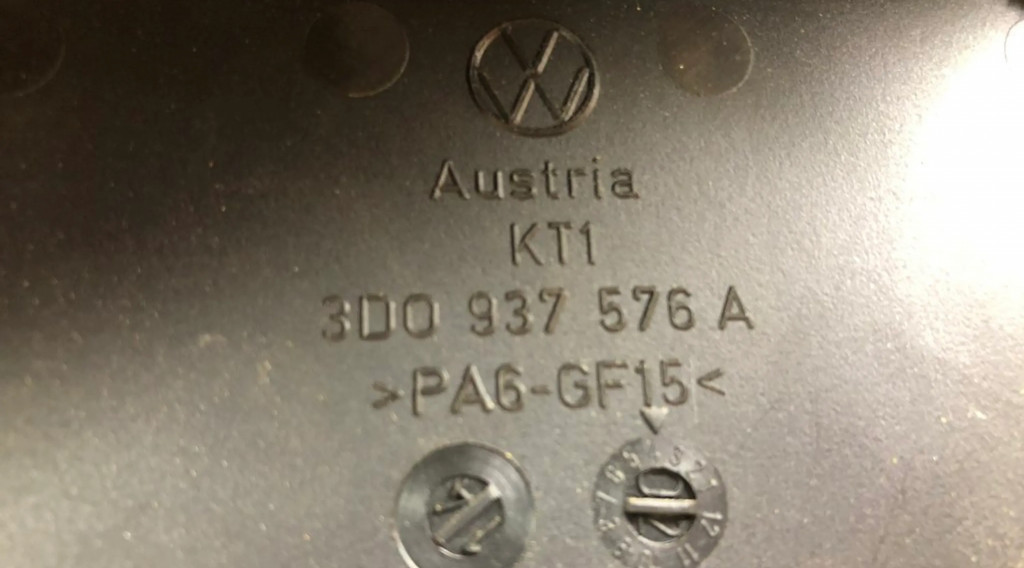 Austria
KT1
3D0 937 576 A
>PA6-GF15<